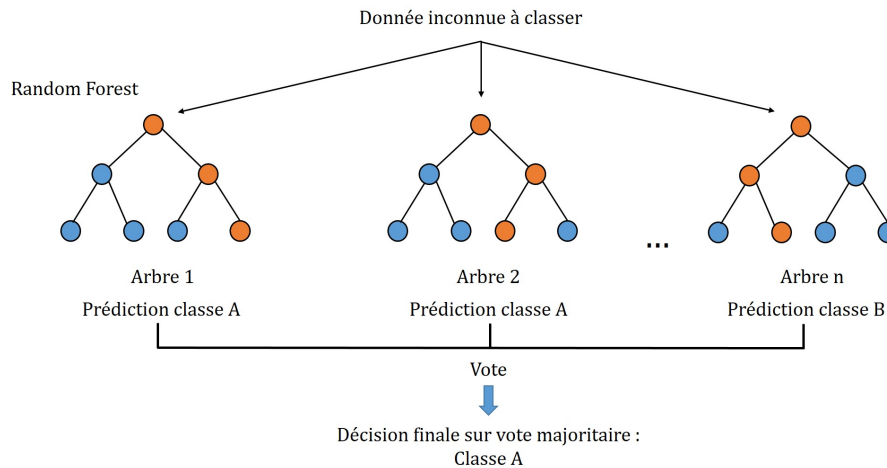 Donnée inconnue à classer
Random Forest
...
Arbre 1
Arbre 2
Arbre n
Prédiction classe A
Prédiction classe A
Prédiction classe B
Vote
Décision finale sur vote majoritaire :
Classe A